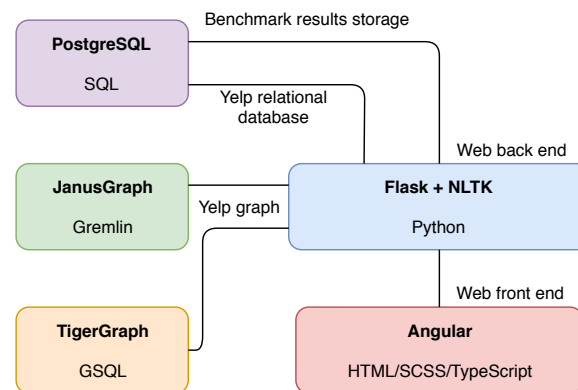 Benchmark results storage
PostgreSQL
SQL
Yelp relational
database
Web back end
JanusGraph
Gremlin
Yelp graph
Flask + NLTK
Python
Web front end
TigerGraph
GSQL
Angular
HTML/SCSS/TypeScript